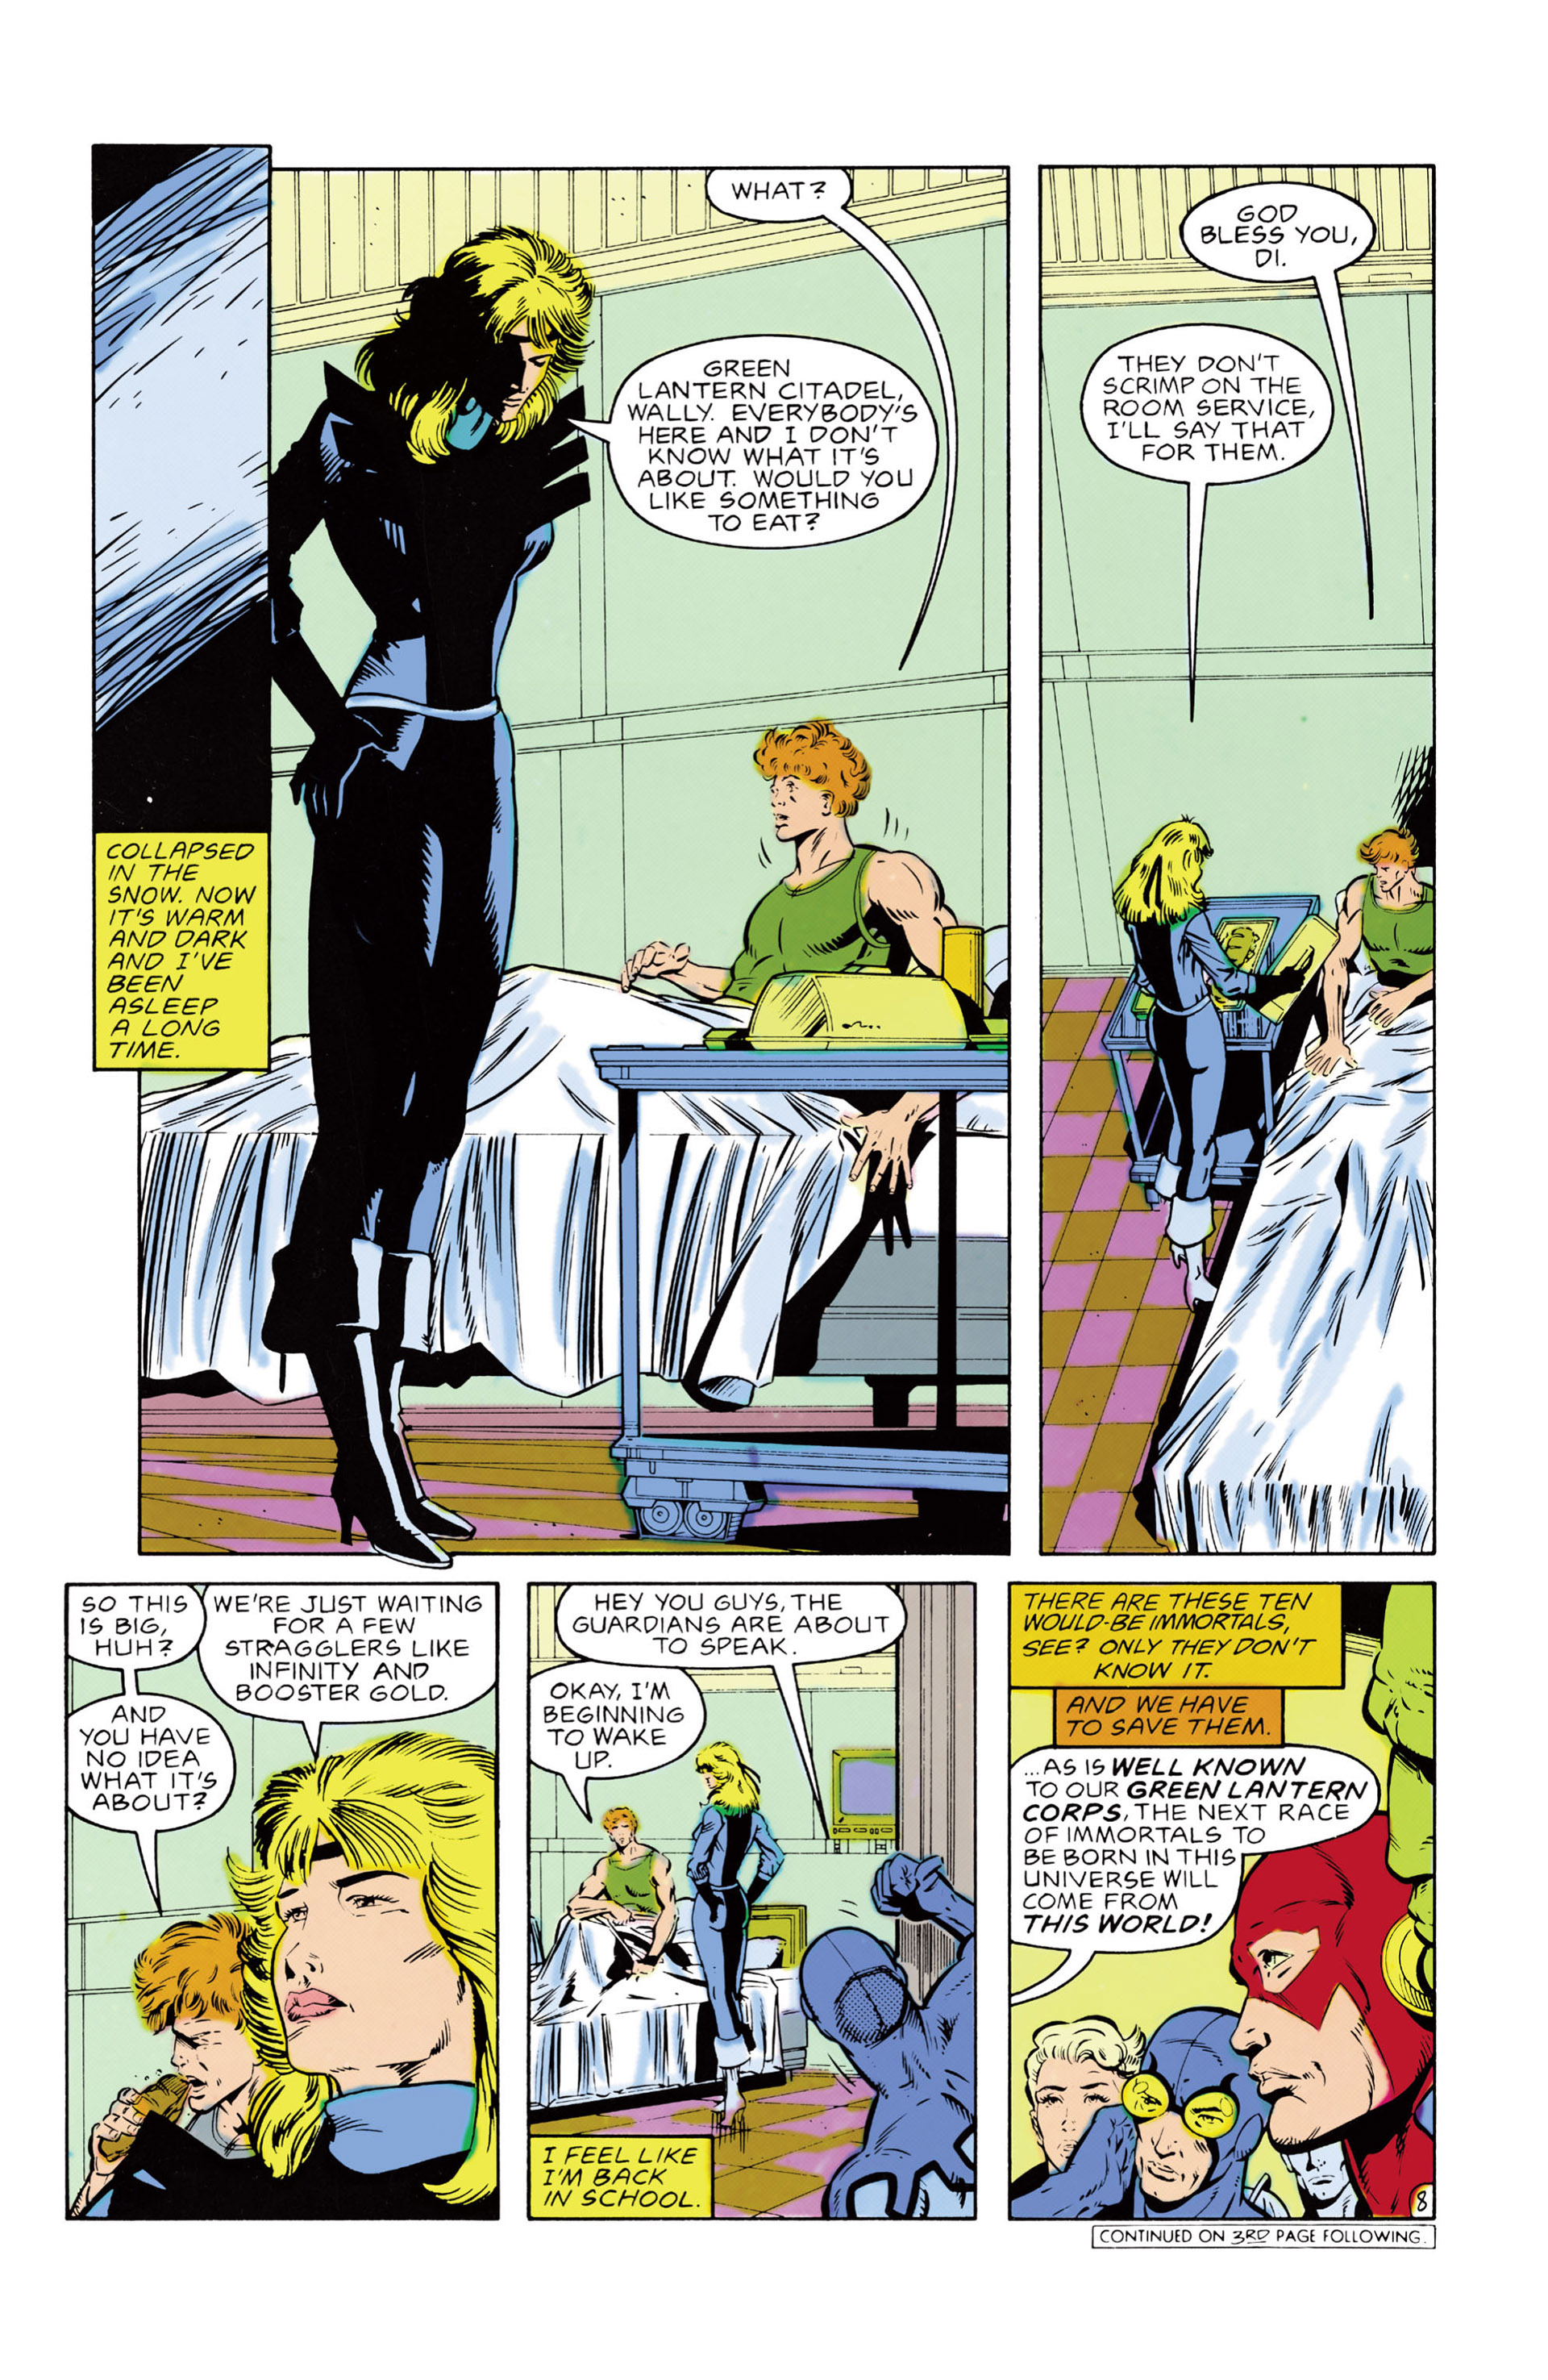 COLLAPSED
IN THE
SNOW. NOW
IT'S WARM
AND DARK
AND I'VE
BEEN
ASLEEP
A LONG
TIME.
WHAT?
GREEN
LANTERN CITADEL,
WALLY. EVERYBODY'S
HERE AND I DON'T
KNOW WHAT IT'S
ABOUT. WOULD YOU
LIKE SOMETHING
TO EAT?
GOD
BLESS YOU,
DI.
THEY DON'T
SCRIMP ON THE
ROOM SERVICE,
I'LL SAY THAT
FOR THEM.
SO THIS
IS BIG,
HUH?
WE'RE JUST WAITING
FOR A FEW
STRAGGLERS LIKE
INFINITY AND
BOOSTER GOLD.
AND
YOU HAVE
NO IDEA
WHAT IT'S
ABOUT?
HEY YOU GUYS, THE
GUARDIANS ARE ABOUT
TO SPEAK.
OKAY, I'M
BEGINNING
TO WAKE
UP.
I FEEL LIKE
I'M BACK
IN SCHOOL.
THERE ARE THESE TEN
WOULD-BE IMMORTALS,
SEE? ONLY THEY DON'T
KNOW IT.
AND WE HAVE
TO SAVE THEM.
...AS IS WELL KNOWN
TO OUR GREEN LANTERN
CORPS, THE NEXT RACE
OF IMMORTALS TO
BE BORN IN THIS
UNIVERSE WILL
COME FROM
THIS WORLD!
8
CONTINUED ON 3RD PAGE FOLLOWING.